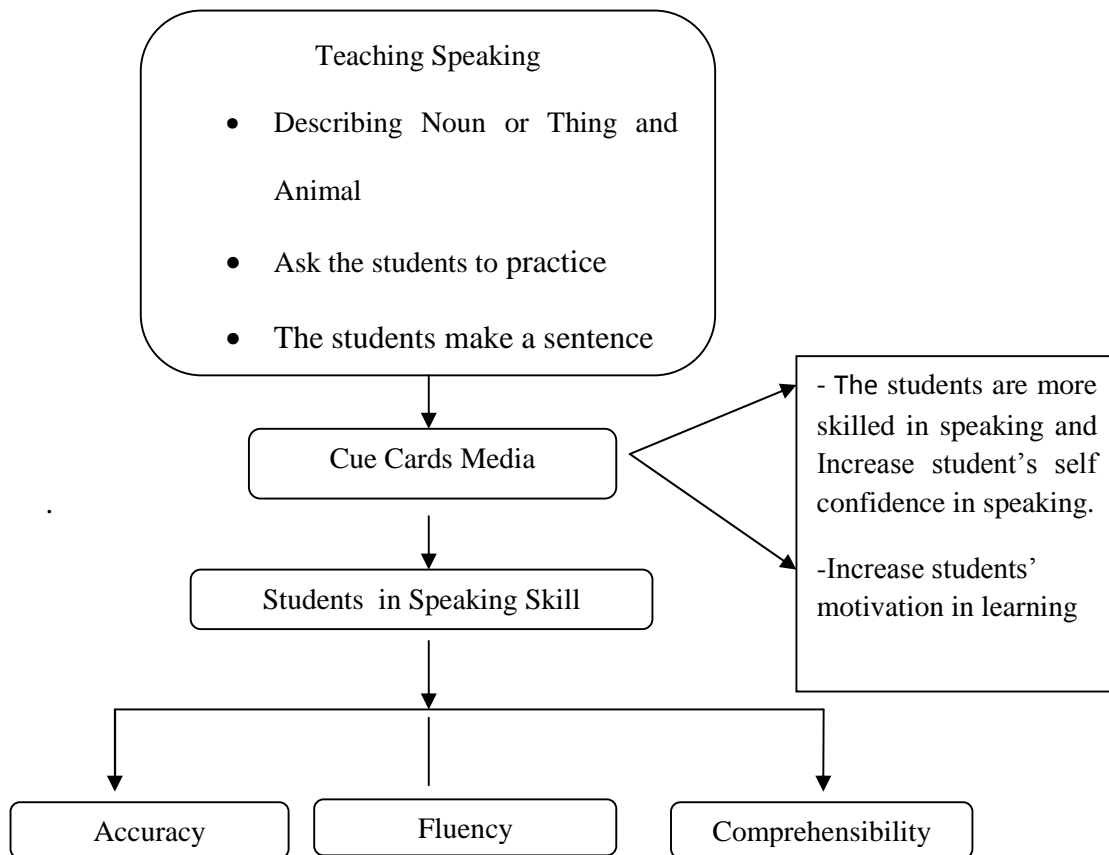 Teaching Speaking
• Describing Noun or Thing and
Animal
• Ask the students to practice
• The students make a sentence
Cue Cards Media
- The students are more
skilled in speaking and
Increase student’s self
confidence in speaking.
-Increase students’
motivation in learning
.
Students in Speaking Skill
Accuracy
Fluency
Comprehensibility